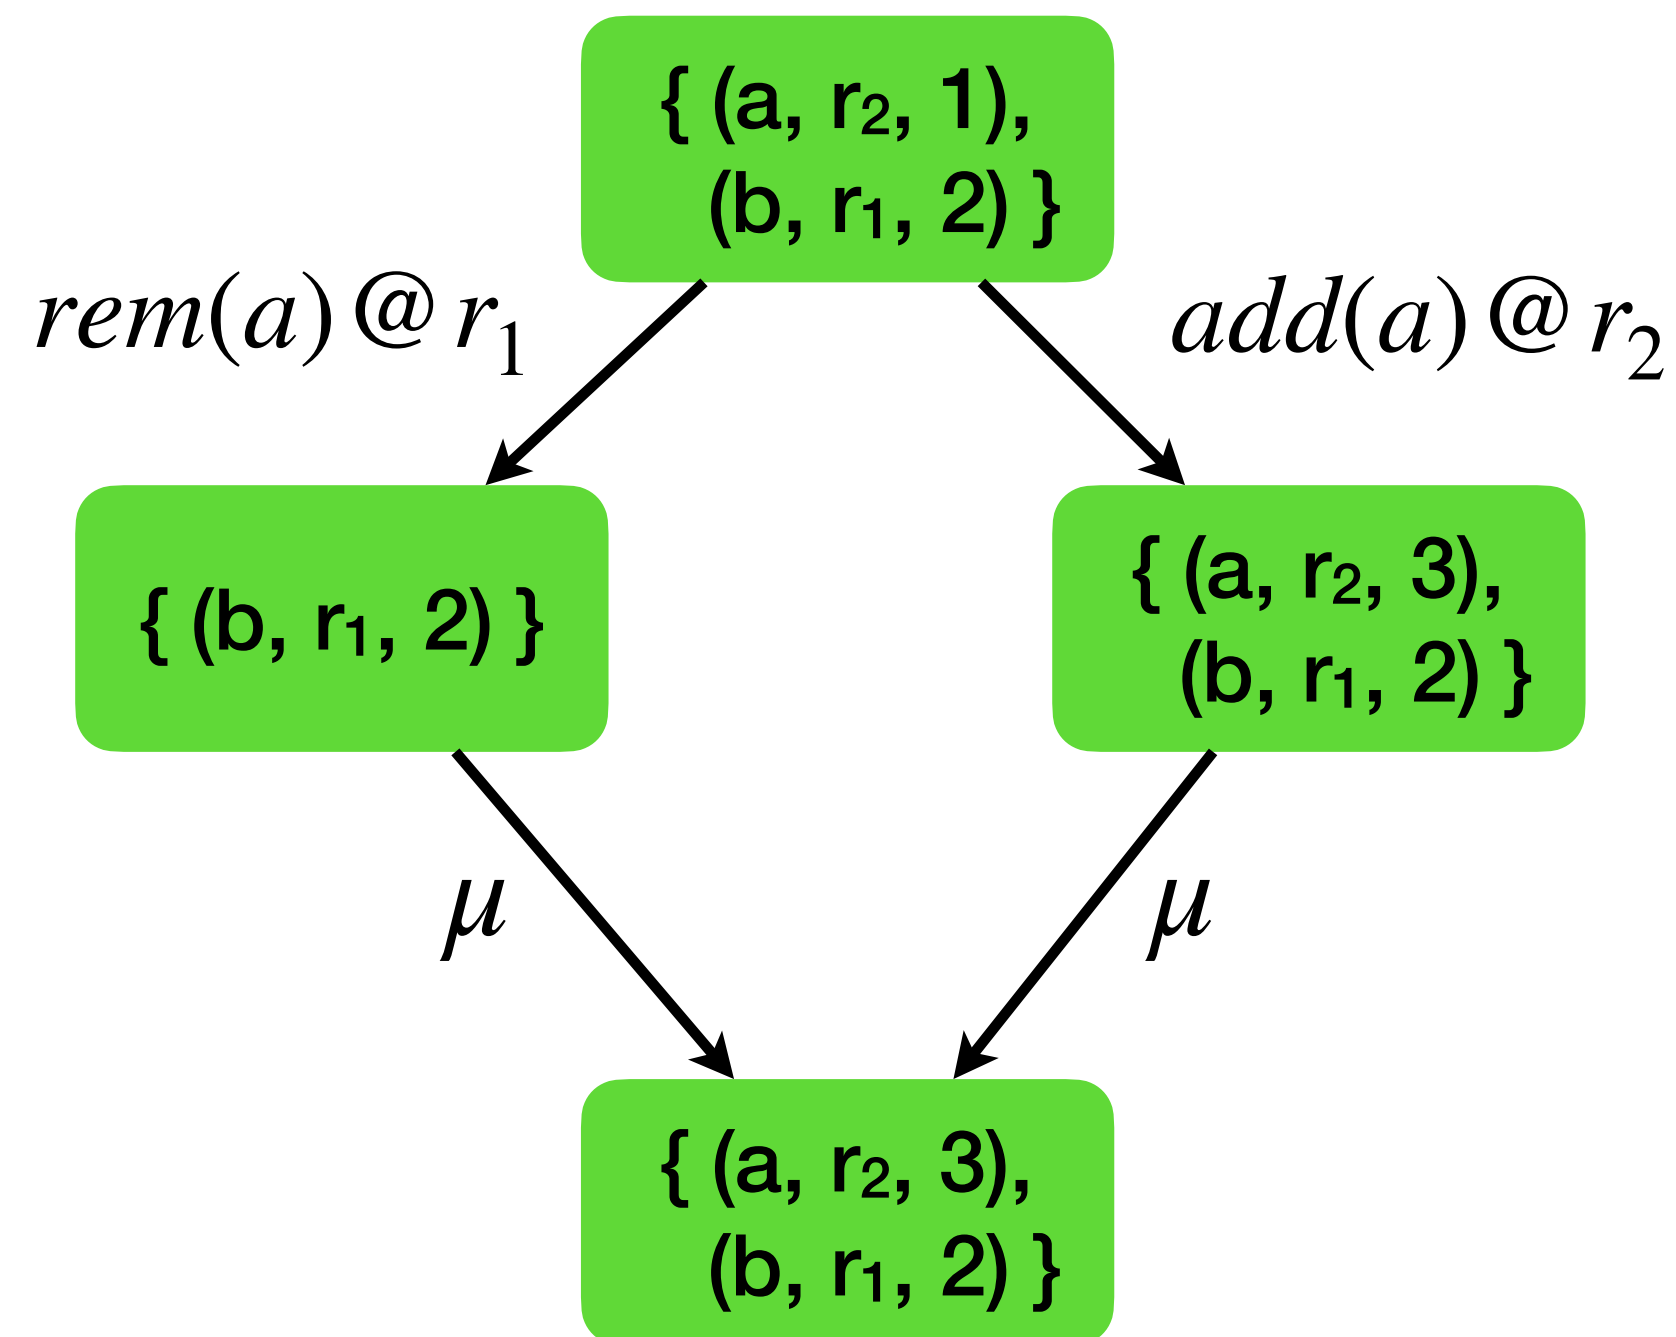 { (a, r₂, 1),
(b, r₁, 2) }
rem(a)@r₁
add(a)@r₂
{ (b, r₁, 2) }
{ (a, r₂, 3),
(b, r₁, 2) }
μ
μ
{ (a, r₂, 3),
(b, r₁, 2) }